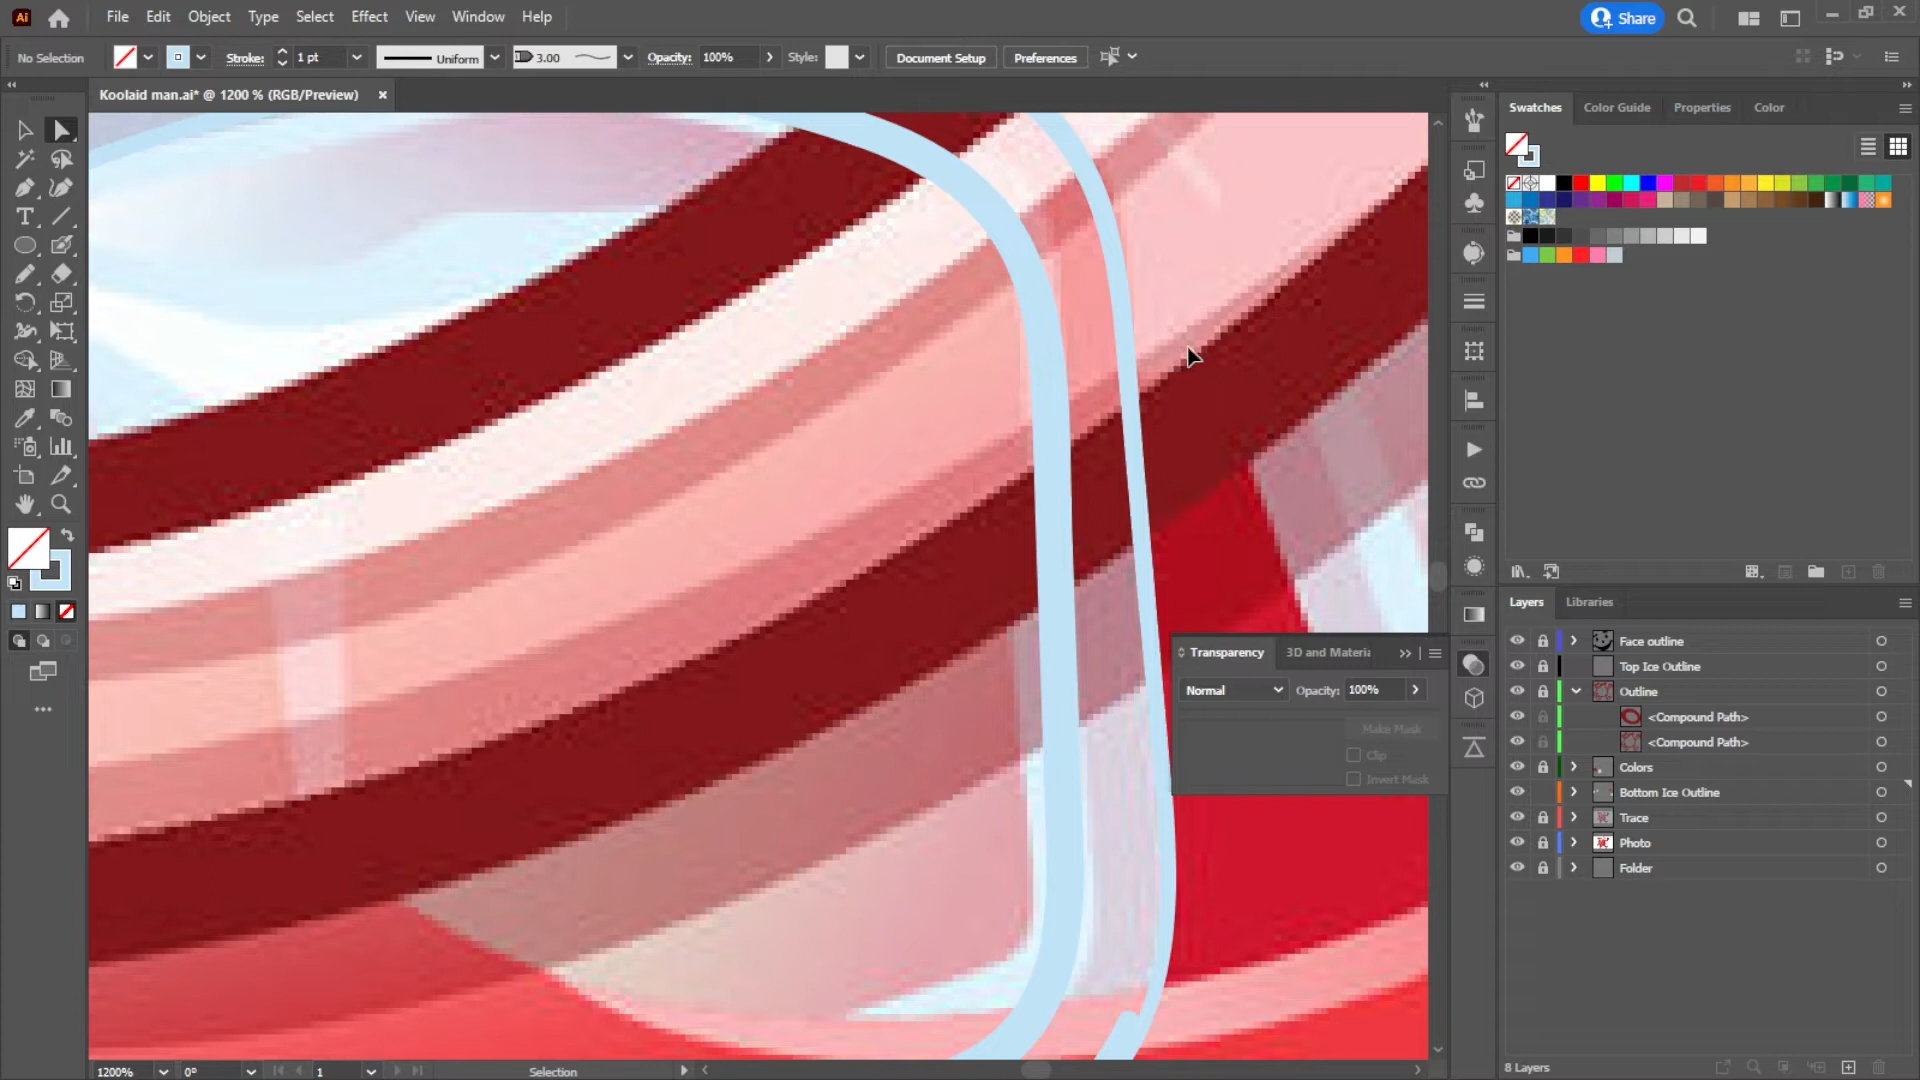 Ai File Edit Object Type Select Effect View Window Help Share
No Selection Stroke: 1 pt Uniform 3.00 Opacity: 100% Style: Document Setup Preferences
Koolaid man.ai* @ 1200 % (RGB/Preview)
Swatches Color Guide Properties Color
Layers Libraries
Face outline
Top Ice Outline
Transparency 3D and Materia
Outline
Normal Opacity: 100%
<Compound Path>
Make Mask
<Compound Path>
Clip
Colors
Invert Mask
Bottom Ice Outline
Trace
Photo
Folder
1200% 0° 1 Selection
8 Layers